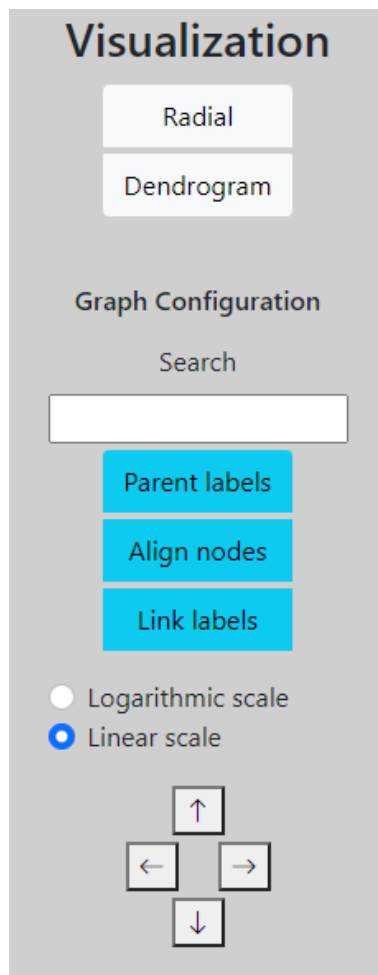 Visualization
Radial
Dendrogram
Graph Configuration
Search
Parent labels
Align nodes
Link labels
Logarithmic scale
Linear scale
↑
← →
↓